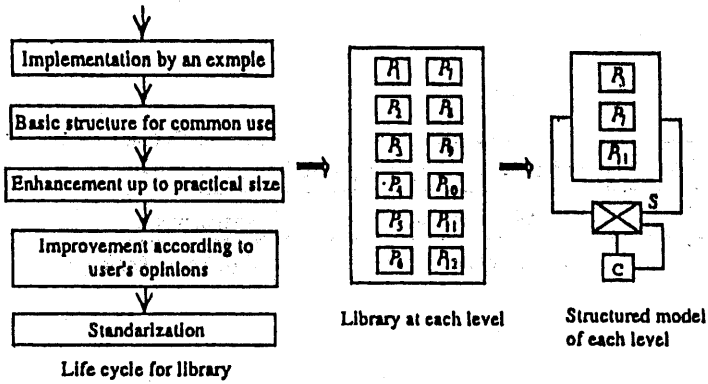 Implementation by an exmple
Basic structure for common use
Enhancement up to practical size
Improvement according to
user's opinions
Standarization
Life cycle for library
P1 P7
P2 P8
P3 P9
P4 P10
P5 P11
P6 P12
Library at each level
P3
P7
P11
S
C
Structured model
of each level